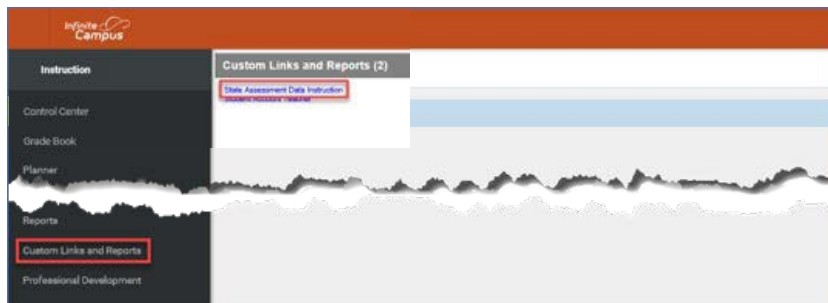 Infinite
Campus
Instruction
Custom Links and Reports (2)
State Assessment Data Instruction
Control Center
Grade Book
Planner
Reports
Custom Links and Reports
Professional Development